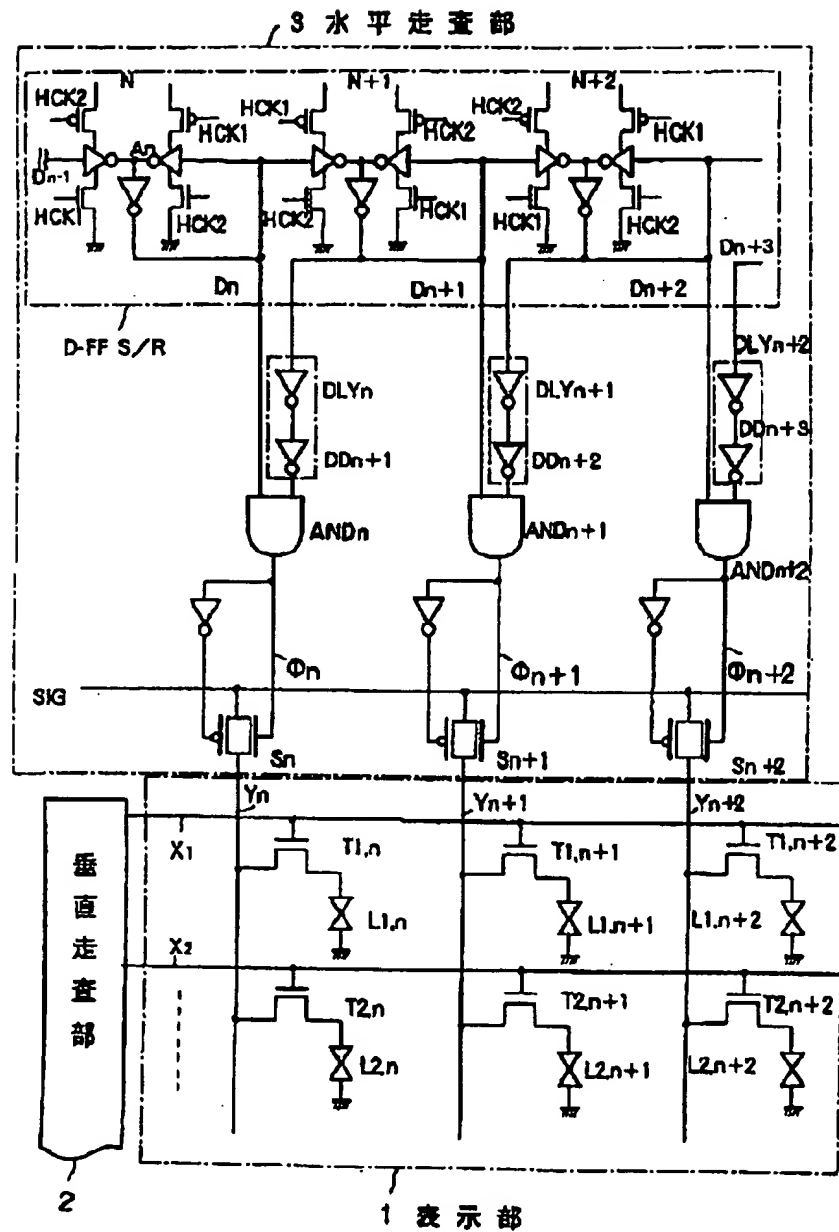 3 水平走査部
N
N+1
N+2
HCK2
HCK1
HCK1
HCK2
HCK2
HCK1
An
Dn-1
HCK1
HCK2
HCK2
HCK1
HCK1
HCK2
Dn
Dn+1
Dn+2
Dn+3
D-FF S/R
DLYn
DLYn+1
DLYn+2
DDn+1
DDn+2
DDn+3
ANDn
ANDn+1
ANDn+2
Φn
Φn+1
Φn+2
SIG
Sn
Sn+1
Sn+2
Yn
Yn+1
Yn+2
X1
T1,n
T1,n+1
T1,n+2
L1,n
L1,n+1
L1,n+2
X2
T2,n
T2,n+1
T2,n+2
L2,n
L2,n+1
L2,n+2
垂直走査部
2
1 表示部